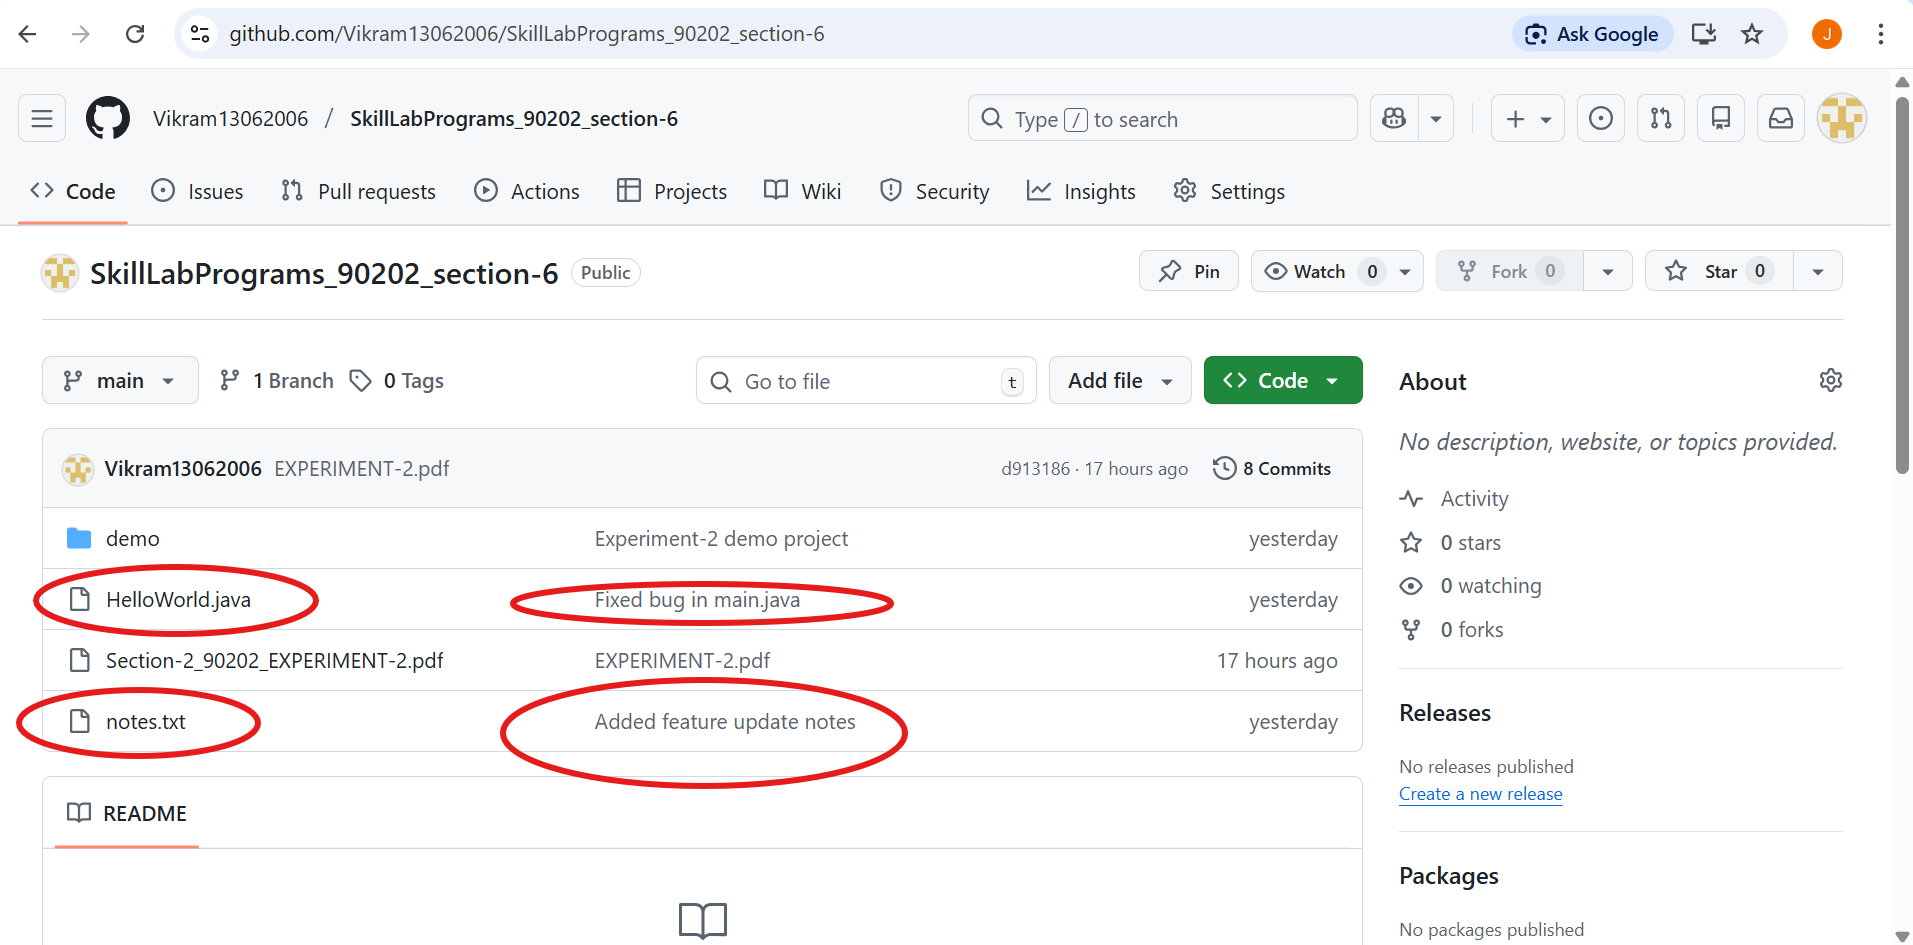 github.com/Vikram13062006/SkillLabPrograms_90202_section-6
Ask Google
J
Vikram13062006 / SkillLabPrograms_90202_section-6
Type / to search
Code
Issues
Pull requests
Actions
Projects
Wiki
Security
Insights
Settings
SkillLabPrograms_90202_section-6
Public
Pin
Watch 0
Fork 0
Star 0
main
1 Branch
0 Tags
Go to file
t
Add file
Code
Vikram13062006 EXPERIMENT-2.pdf d913186 · 17 hours ago 8 Commits
demo Experiment-2 demo project yesterday
HelloWorld.java Fixed bug in main.java yesterday
Section-2_90202_EXPERIMENT-2.pdf EXPERIMENT-2.pdf 17 hours ago
notes.txt Added feature update notes yesterday
README
About
No description, website, or topics provided.
Activity
0 stars
0 watching
0 forks
Releases
No releases published
Create a new release
Packages
No packages published